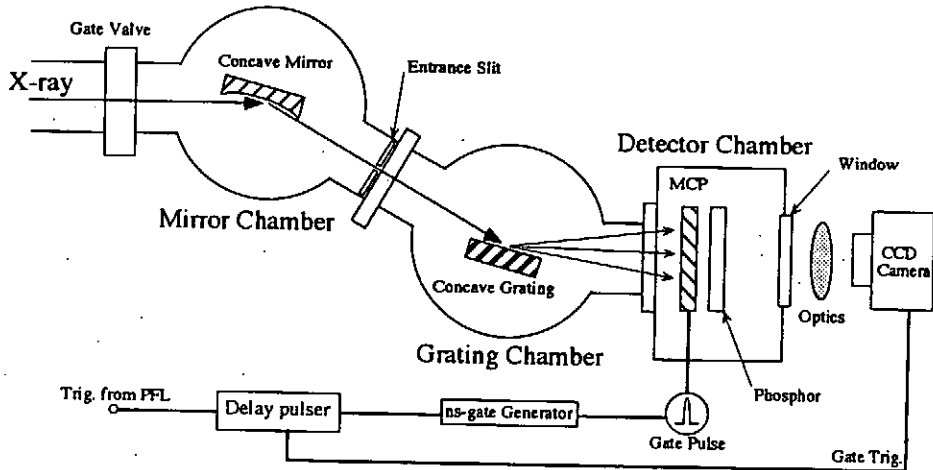 Gate Valve
Concave Mirror
Entrance Slit
X-ray
Detector Chamber
Window
MCP
Mirror Chamber
CCD
Camera
Concave Grating
Optics
Grating Chamber
Phosphor
Trig. from PFL
Delay pulser
ns-gate Generator
Gate Pulse
Gate Trig.